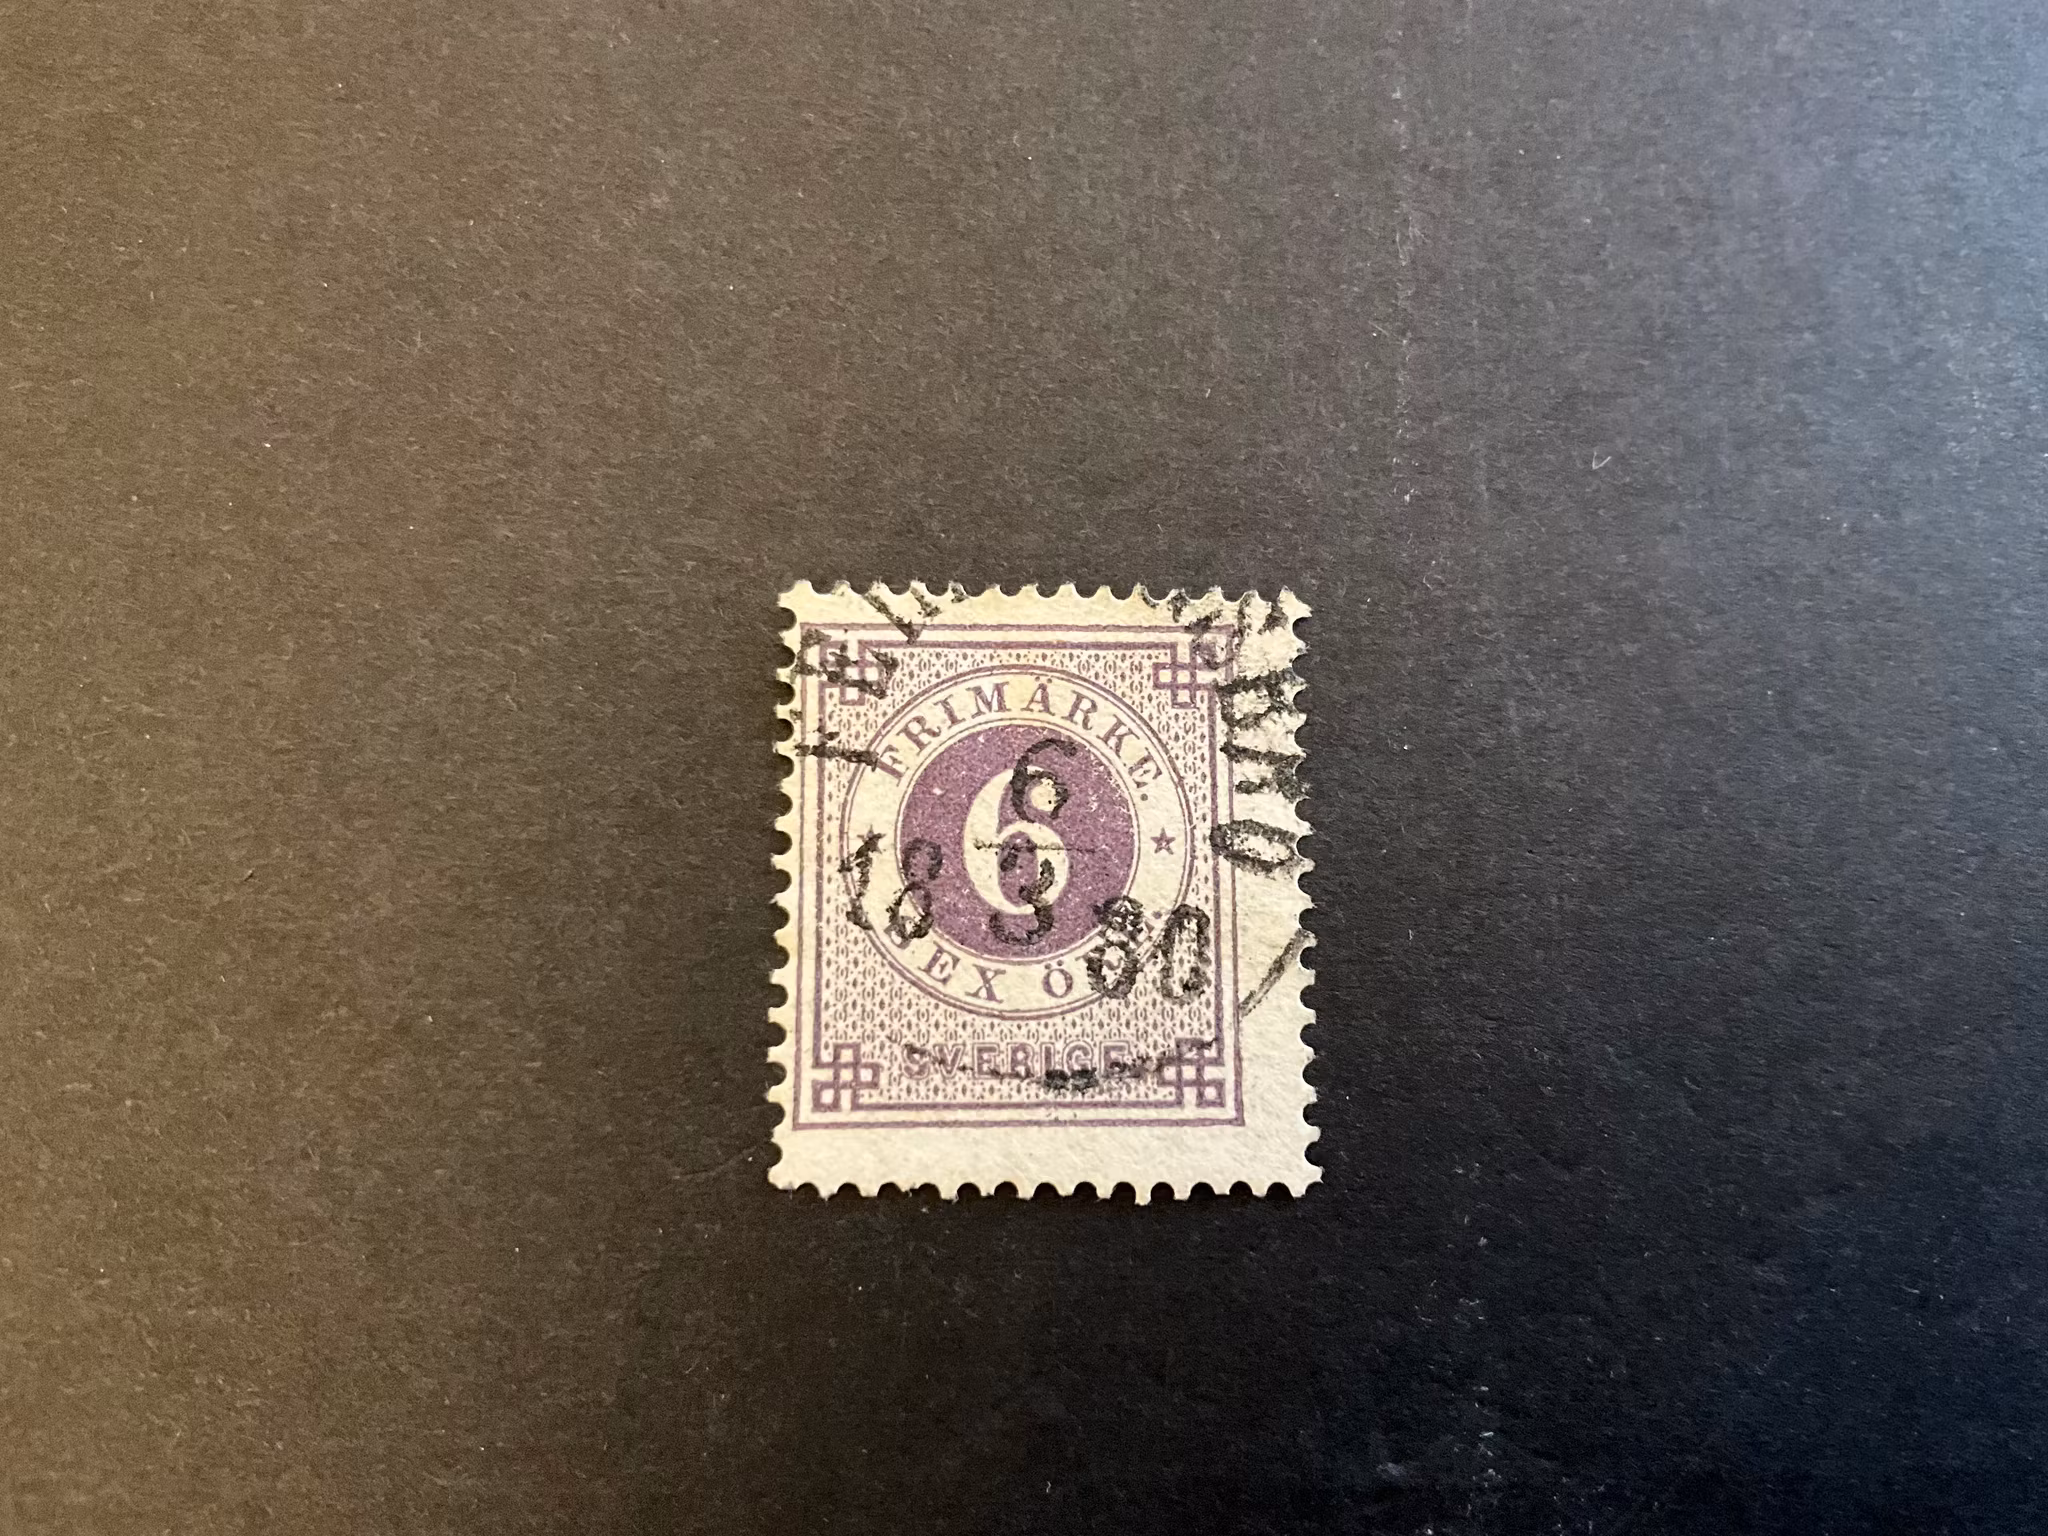 FRIMÄRKE.
6
6
18 3 80
SEX ÖRE.
SVERIGE